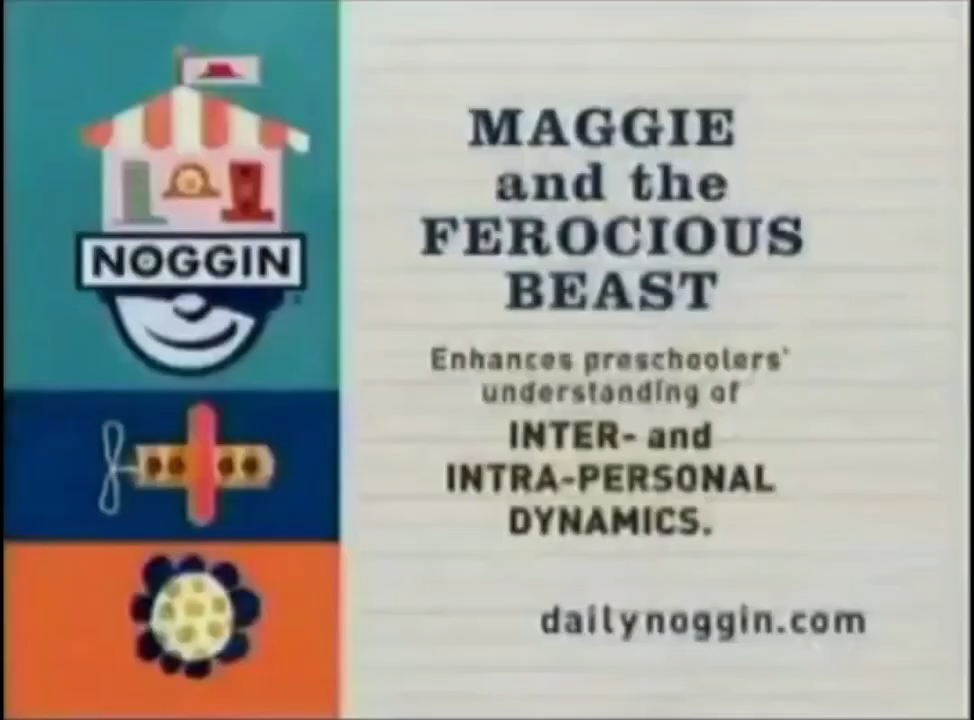 NOGGIN
MAGGIE
and the
FEROCIOUS
BEAST
Enhances preschoolers'
understanding of
INTER- and
INTRA-PERSONAL
DYNAMICS.
dailynoggin.com